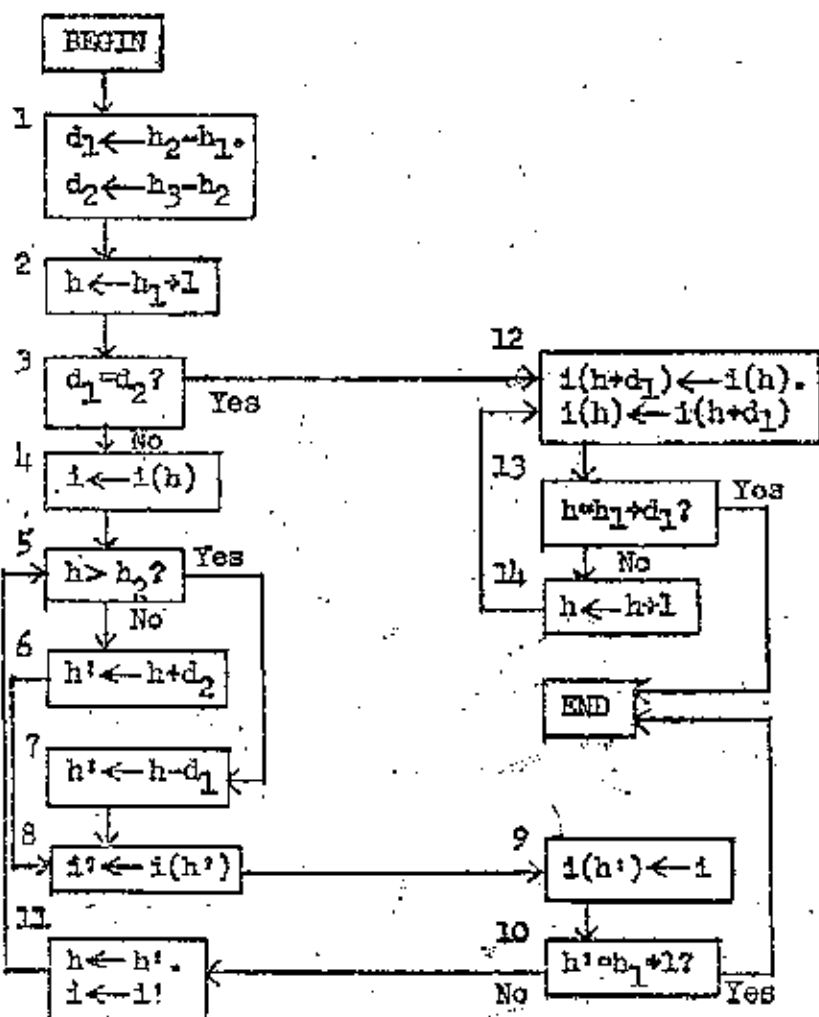 BEGIN
1
d₁ ← h₂-h₁.
d₂ ← h₃-h₂
2
h ← h₁+1
3
d₁=d₂?
Yes
No
4
i ← i(h)
5
h > h₂?
Yes
No
6
h' ← h+d₂
7
h' ← h-d₁
8
i' ← i(h')
9
i(h') ← i
10
h'=h₁+1?
No
Yes
11
h ← h'.
i ← i'
12
i(h+d₁) ← i(h).
i(h) ← i(h+d₁)
13
h=h₁+d₁?
Yes
No
14
h ← h+1
END